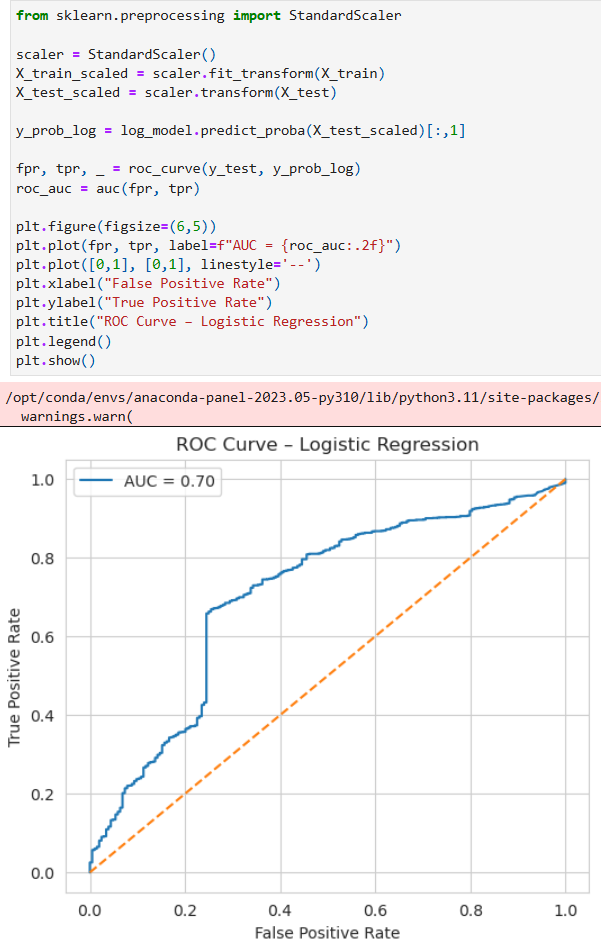 from sklearn.preprocessing import StandardScaler
scaler = StandardScaler()
X_train_scaled = scaler.fit_transform(X_train)
X_test_scaled = scaler.transform(X_test)
y_prob_log = log_model.predict_proba(X_test_scaled)[:,1]
fpr, tpr, _ = roc_curve(y_test, y_prob_log)
roc_auc = auc(fpr, tpr)
plt.figure(figsize=(6,5))
plt.plot(fpr, tpr, label=f"AUC = {roc_auc:.2f}")
plt.plot([0,1], [0,1], linestyle='--')
plt.xlabel("False Positive Rate")
plt.ylabel("True Positive Rate")
plt.title("ROC Curve – Logistic Regression")
plt.legend()
plt.show()
/opt/conda/envs/anaconda-panel-2023.05-py310/lib/python3.11/site-packages/
warnings.warn(
ROC Curve – Logistic Regression
AUC = 0.70
1.0
0.8
0.6
0.4
0.2
0.0
True Positive Rate
0.0 0.2 0.4 0.6 0.8 1.0
False Positive Rate